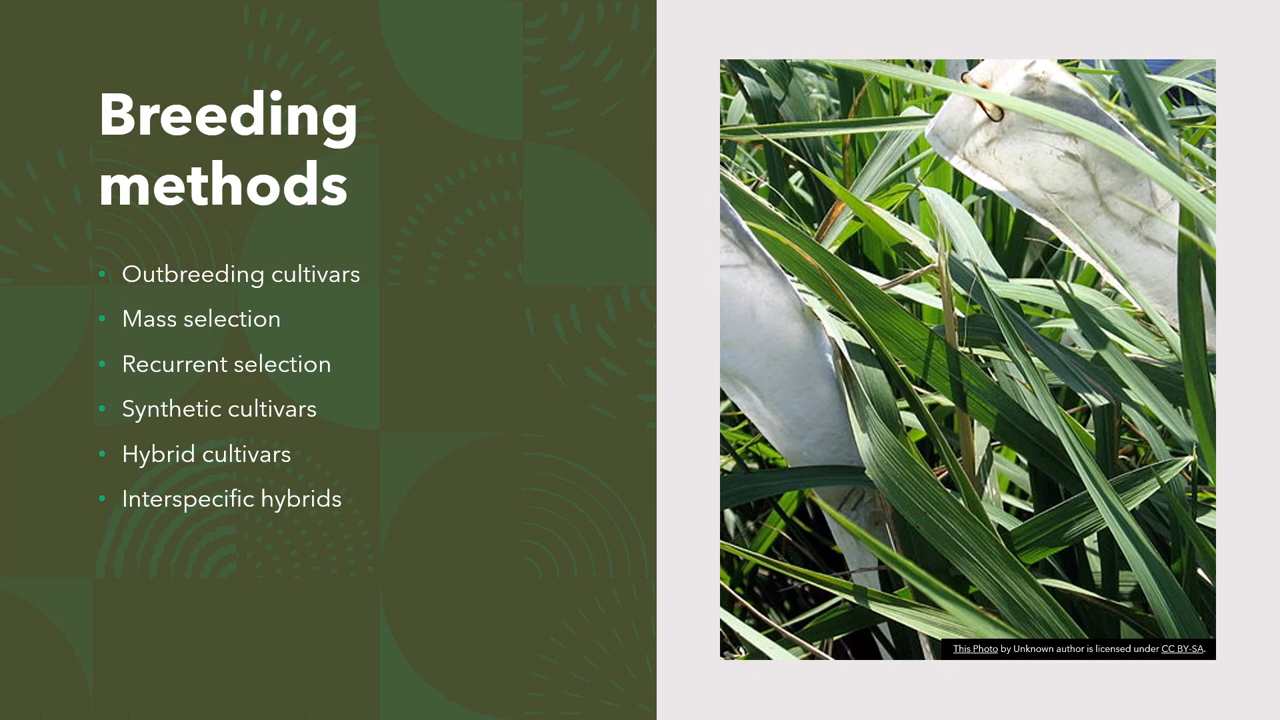 Breeding
methods
• Outbreeding cultivars
• Mass selection
• Recurrent selection
• Synthetic cultivars
• Hybrid cultivars
• Interspecific hybrids
This Photo by Unknown author is licensed under CC BY-SA.